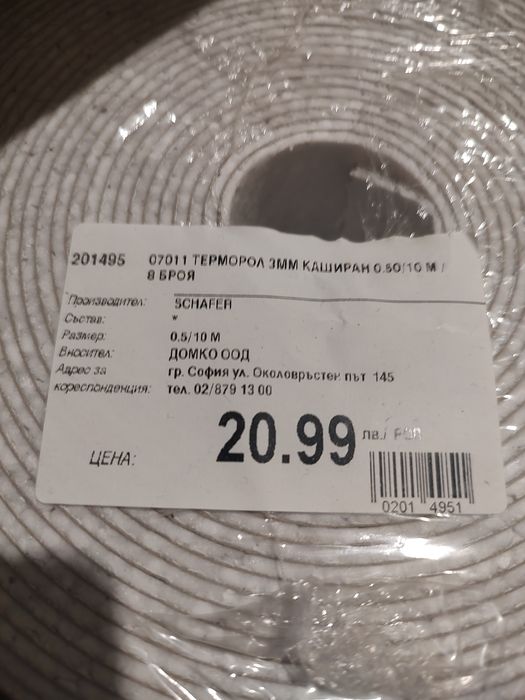 201495 07011 ТЕРМОРОЛ 3ММ КАШИРАН 0.50/10 М /
8 БРОЯ
Производител: SCHAFER
Състав: *
Размер: 0.5/10 М
Вносител: ДОМКО ООД
Адрес за гр. София ул. Околовръстен път 145
кореспонденция: тел. 02/879 13 00
ЦЕНА: 20.99 лв./
0201 4951